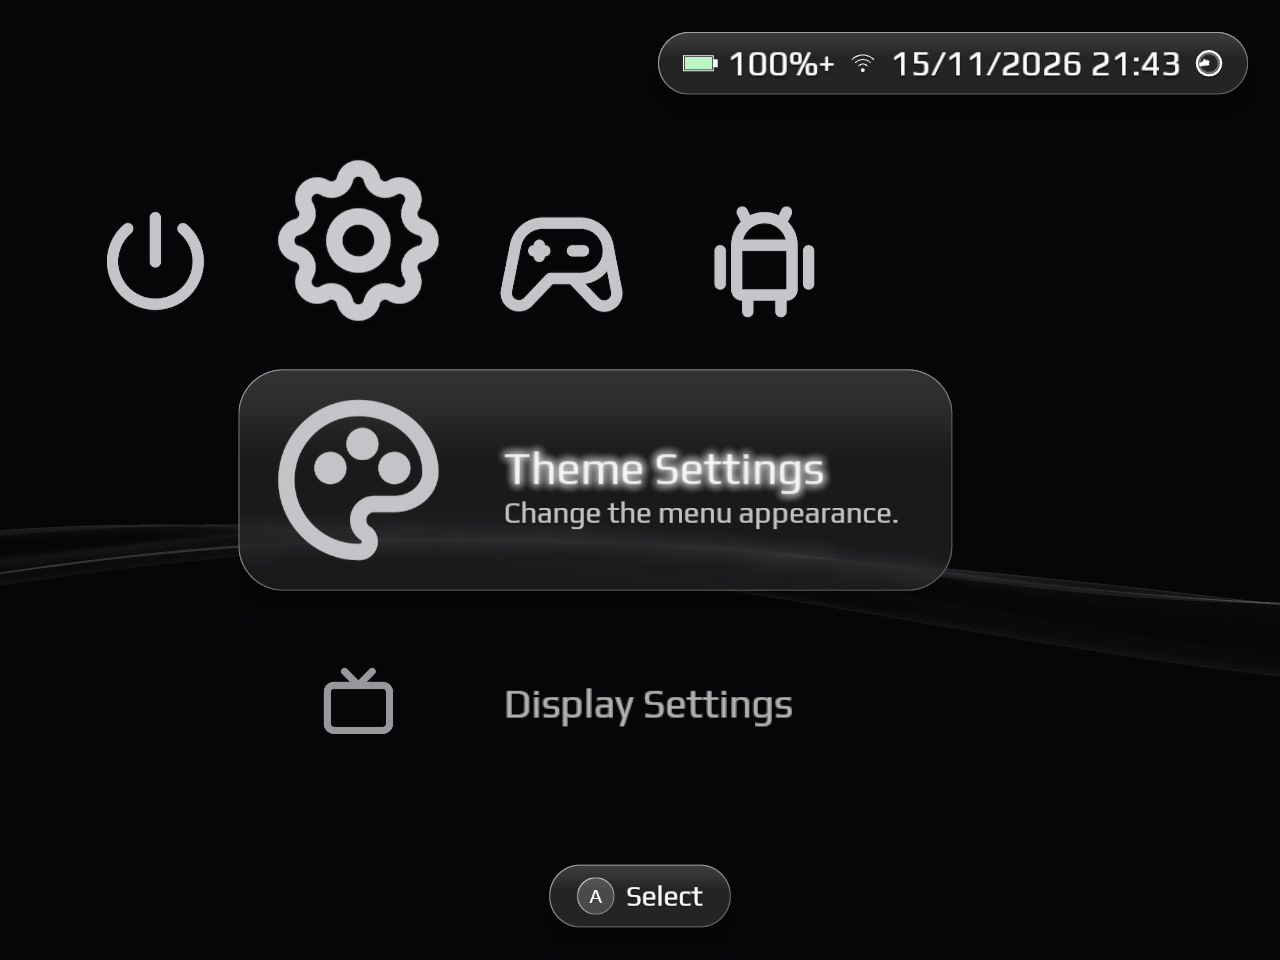 100%+ 15/11/2026 21:43
Theme Settings
Change the menu appearance.
Display Settings
A Select